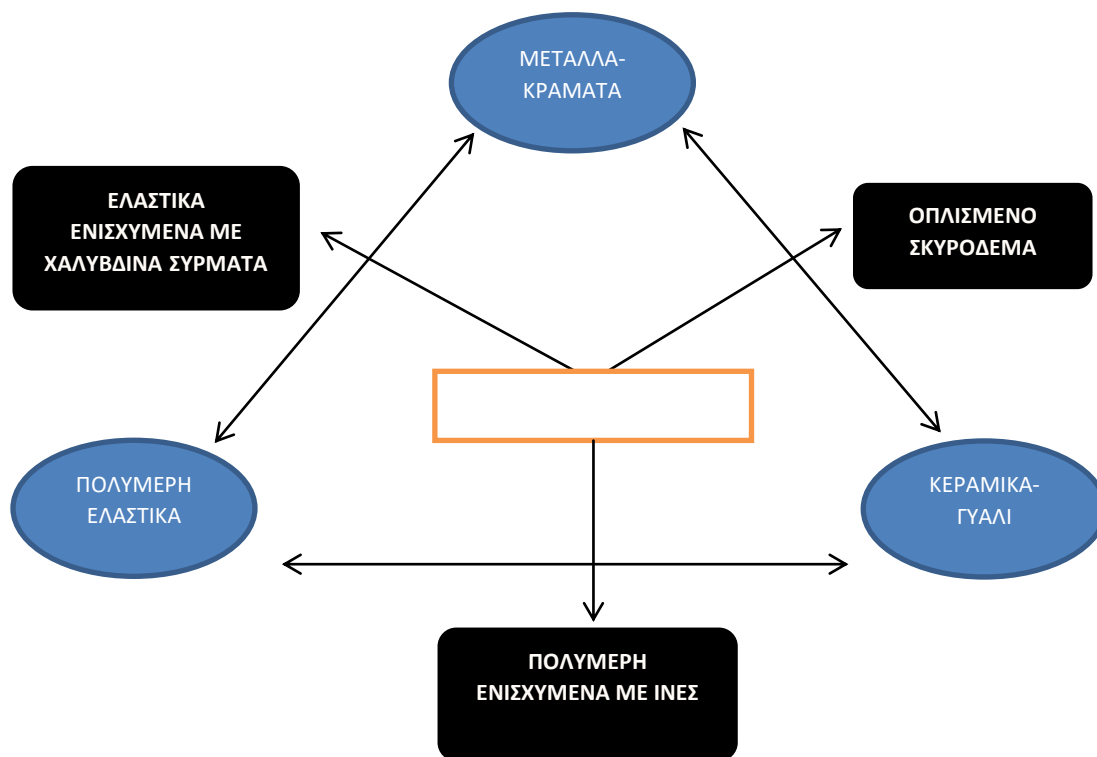 ΜΕΤΑΛΛΑ-
ΚΡΑΜΑΤΑ
ΕΛΑΣΤΙΚΑ
ΕΝΙΣΧΥΜΕΝΑ ΜΕ
ΧΑΛΥΒΔΙΝΑ ΣΥΡΜΑΤΑ
ΟΠΛΙΣΜΕΝΟ
ΣΚΥΡΟΔΕΜΑ
ΠΟΛΥΜΕΡΗ
ΕΛΑΣΤΙΚΑ
ΚΕΡΑΜΙΚΑ-
ΓΥΑΛΙ
ΠΟΛΥΜΕΡΗ
ΕΝΙΣΧΥΜΕΝΑ ΜΕ ΙΝΕΣ